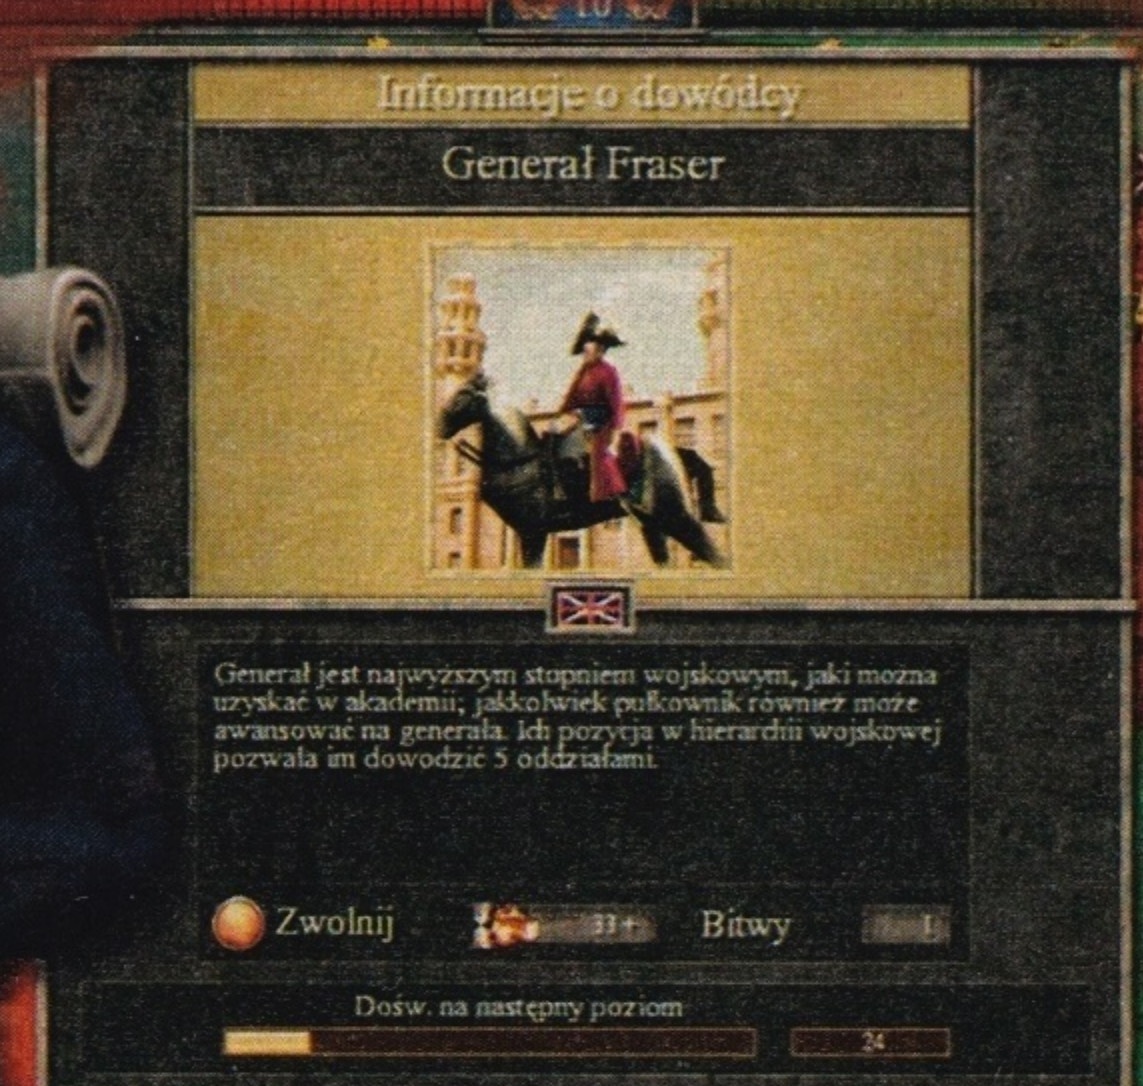 10
Informacje o dowódcy
Generał Fraser
Generał jest najwyższym stopniem wojskowym, jaki można
uzyskać w akademii; jakkolwiek pułkownik również może
awansować na generała. Ich pozycja w hierarchii wojskowej
pozwala im dowodzić 5 oddziałami.
Zwolnij
33+
Bitwy
1
Dośw. na następny poziom
24